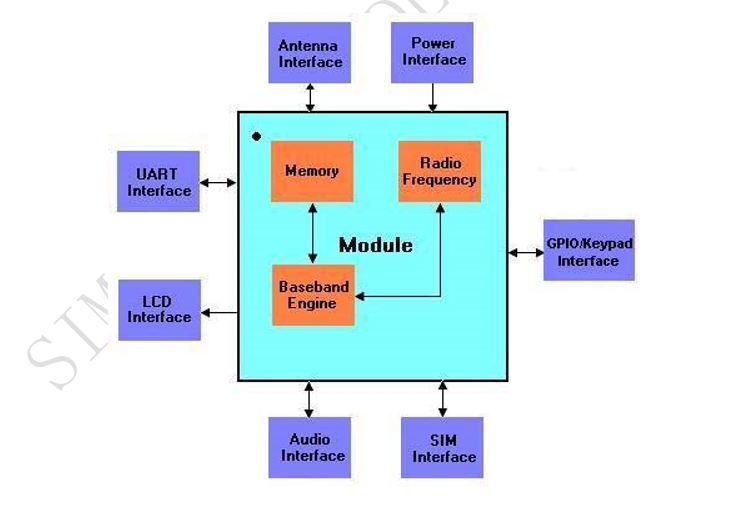 Antenna
Interface
Power
Interface
UART
Interface
Memory
Radio
Frequency
Module
GPIO/Keypad
Interface
Baseband
Engine
LCD
Interface
Audio
Interface
SIM
Interface
SIM